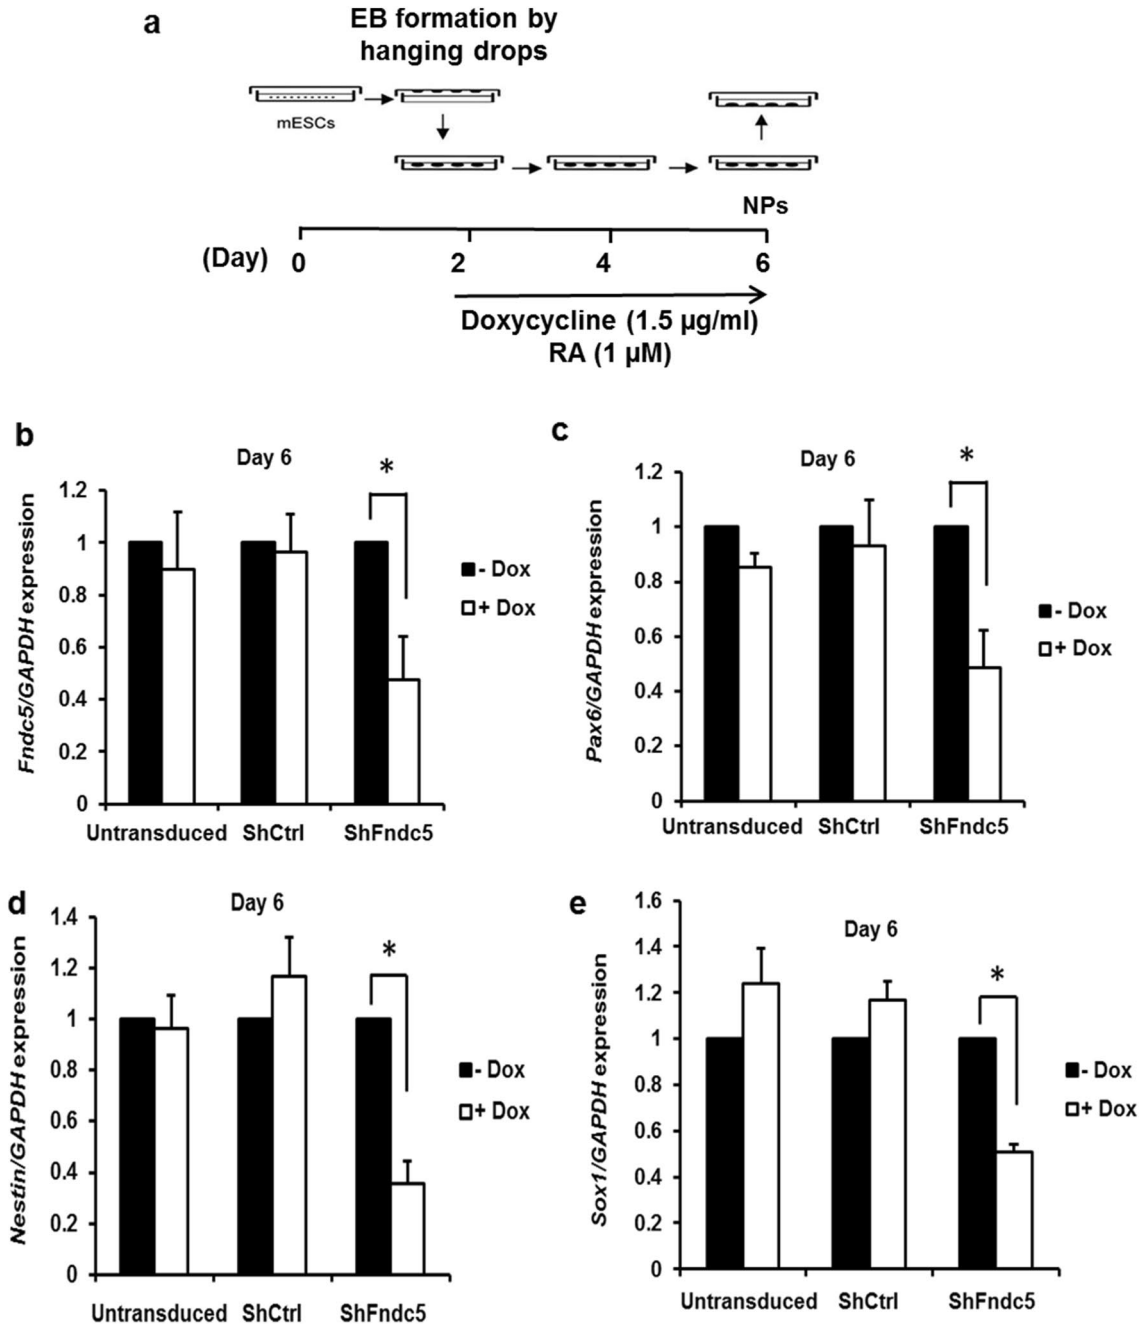 a
EB formation by
hanging drops
mESCs
NPs
(Day) 0 2 4 6
Doxycycline (1.5 µg/ml)
RA (1 µM)
b
Day 6
*
Fndc5/GAPDH expression
1.2
1
0.8
0.6
0.4
0.2
0
- Dox
+ Dox
Untransduced ShCtrl ShFndc5
c
Day 6
*
Pax6/GAPDH expression
1.2
1
0.8
0.6
0.4
0.2
0
- Dox
+ Dox
Untransduced ShCtrl ShFndc5
d
Day 6
*
Nestin/GAPDH expression
1.4
1.2
1
0.8
0.6
0.4
0.2
0
- Dox
+ Dox
Untransduced ShCtrl ShFndc5
e
Day 6
*
Sox1/GAPDH expression
1.6
1.4
1.2
1
0.8
0.6
0.4
0.2
0
- Dox
+ Dox
Untransduced ShCtrl ShFndc5